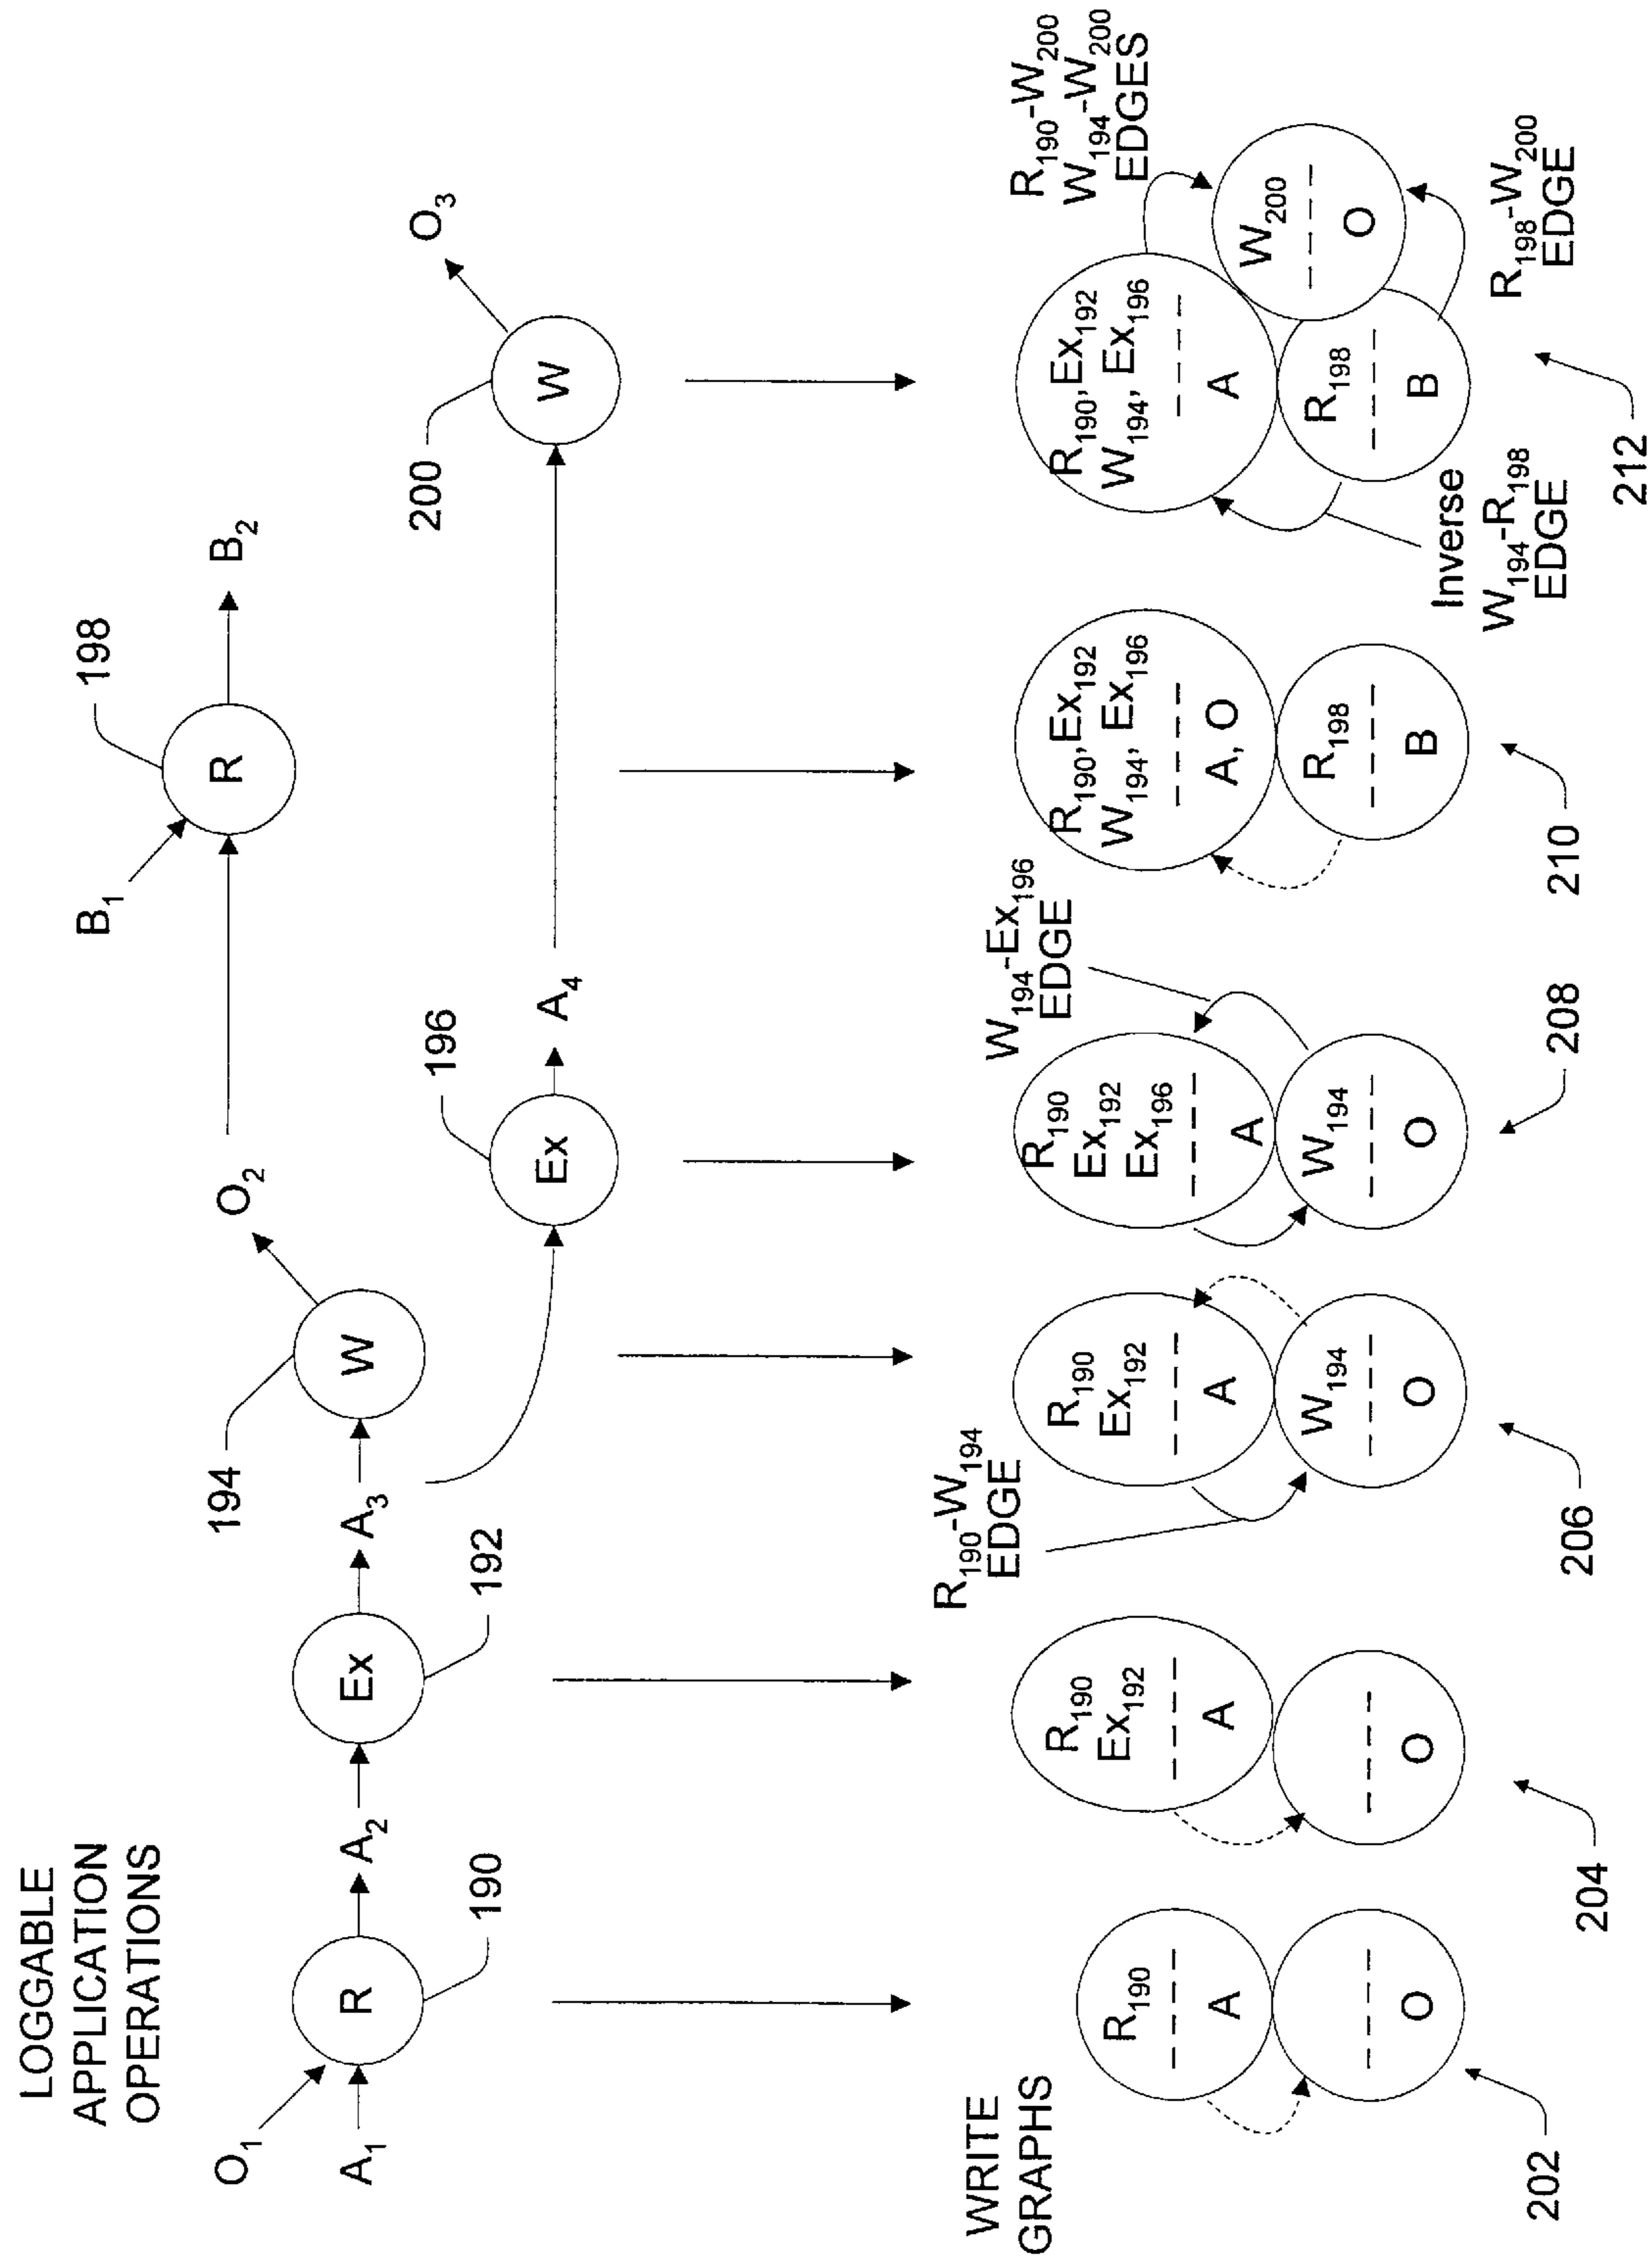 LOGGABLE
APPLICATION
OPERATIONS
O1
A1
R
190
A2
Ex
192
A3
W
194
O2
Ex
196
A4
B1
R
198
B2
W
200
O3
WRITE
GRAPHS
R190
A
O
202
R190
Ex192
A
O
204
R190-W194
EDGE
R190
Ex192
A
W194
O
206
W194-Ex196
EDGE
R190
Ex192
Ex196
A
W194
O
208
R190, Ex192
W194, Ex196
A, O
R198
B
210
R190, Ex192
W194, Ex196
A
R198
B
W200
O
Inverse
W194-R198
EDGE
R190-W200
W194-W200
EDGES
R198-W200
EDGE
212